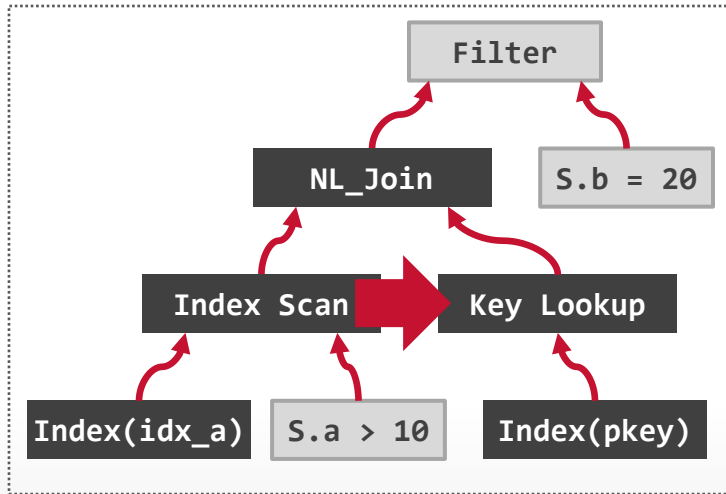 Filter
NL_Join
S.b = 20
Index Scan
Key Lookup
Index(idx_a)
S.a > 10
Index(pkey)